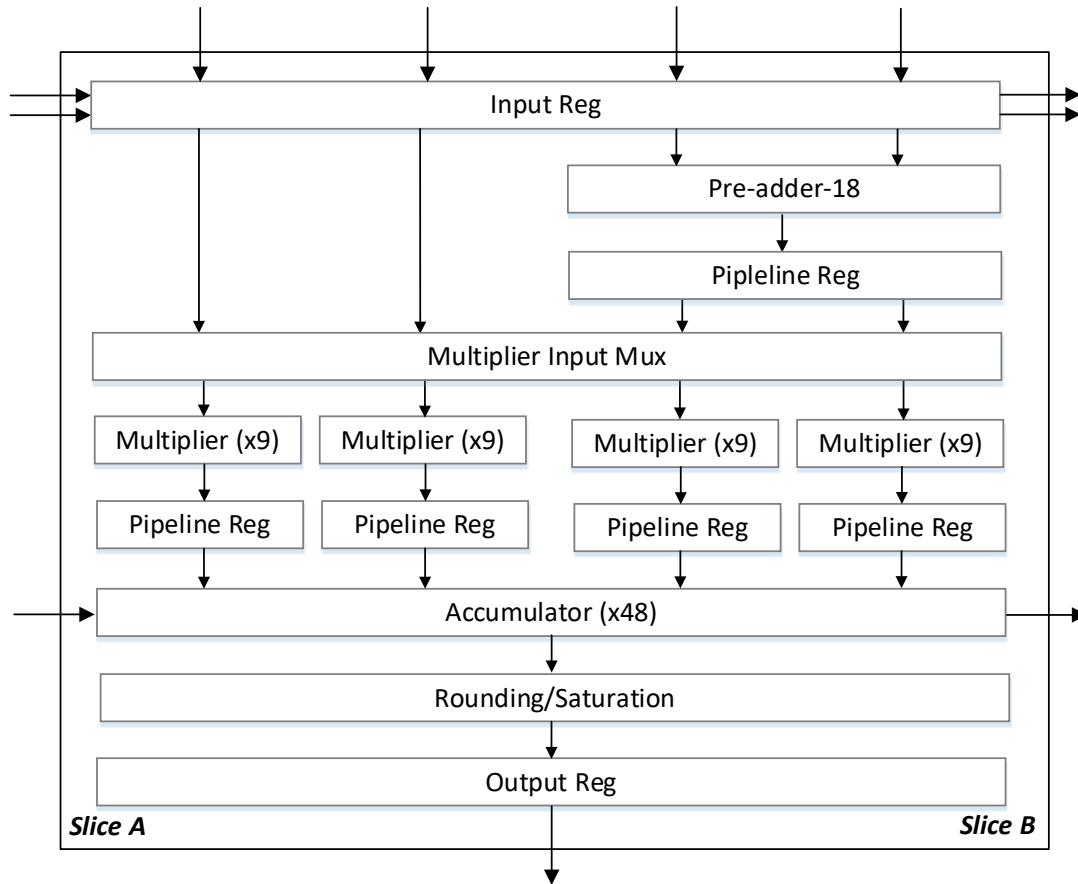 Input Reg
Pre-adder-18
Pipleline Reg
Multiplier Input Mux
Multiplier (x9)
Multiplier (x9)
Multiplier (x9)
Multiplier (x9)
Pipeline Reg
Pipeline Reg
Pipeline Reg
Pipeline Reg
Accumulator (x48)
Rounding/Saturation
Output Reg
Slice A
Slice B